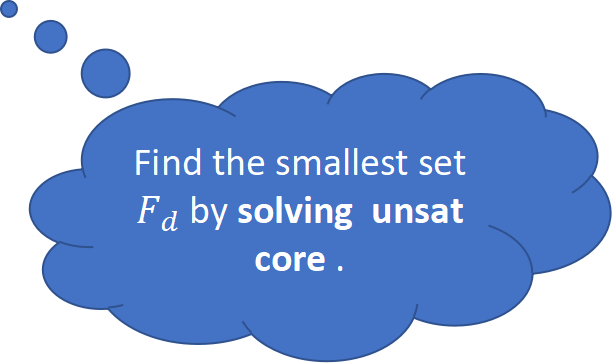 Find the smallest set
F_d by solving unsat
core .